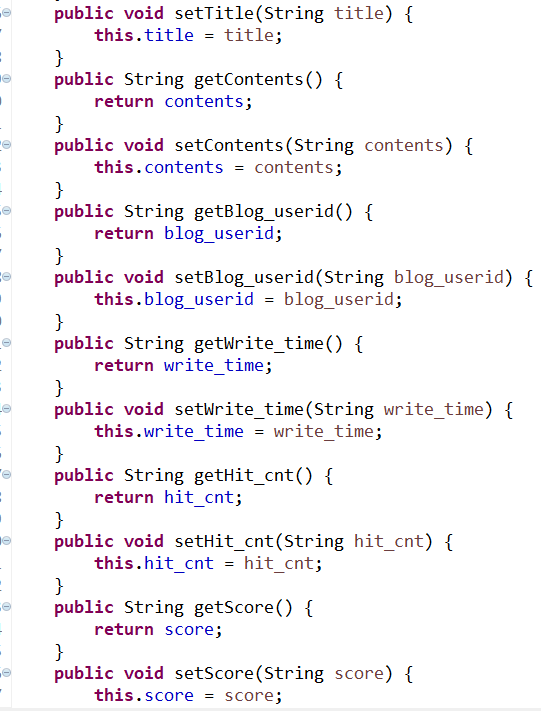 public void setTitle(String title) {
this.title = title;
}
public String getContents() {
return contents;
}
public void setContents(String contents) {
this.contents = contents;
}
public String getBlog_userid() {
return blog_userid;
}
public void setBlog_userid(String blog_userid) {
this.blog_userid = blog_userid;
}
public String getWrite_time() {
return write_time;
}
public void setWrite_time(String write_time) {
this.write_time = write_time;
}
public String getHit_cnt() {
return hit_cnt;
}
public void setHit_cnt(String hit_cnt) {
this.hit_cnt = hit_cnt;
}
public String getScore() {
return score;
}
public void setScore(String score) {
this.score = score;